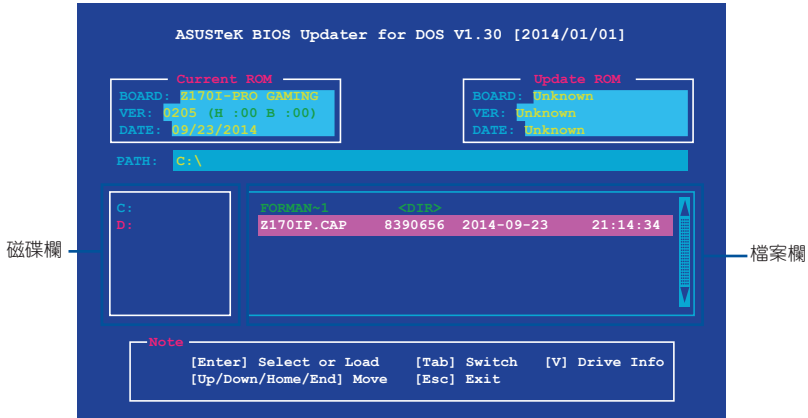 ASUSTeK BIOS Updater for DOS V1.30 [2014/01/01]
Current ROM
BOARD: Z170I-PRO GAMING
VER: 0205 (H :00 B :00)
DATE: 09/23/2014
Update ROM
BOARD: Unknown
VER: Unknown
DATE: Unknown
PATH: C:\
C:
D:
FORMAN~1 <DIR>
Z170IP.CAP 8390656 2014-09-23 21:14:34
磁碟欄
檔案欄
Note
[Enter] Select or Load [Tab] Switch [V] Drive Info
[Up/Down/Home/End] Move [Esc] Exit